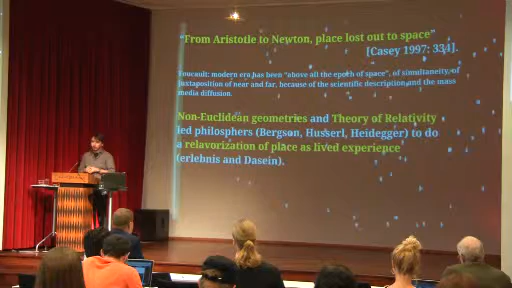 "From Aristotle to Newton, place lost out to space"
[Casey 1997: 334].
Foucault: modern era has been "above all the epoch of space", of simultaneity, of
juxtaposition of near and far, because of the scientific description and the mass
media diffusion.
Non-Euclidean geometries and Theory of Relativity
led philosphers (Bergson, Husserl, Heidegger) to do
a relavorization of place as lived experience
(erlebnis and Dasein).